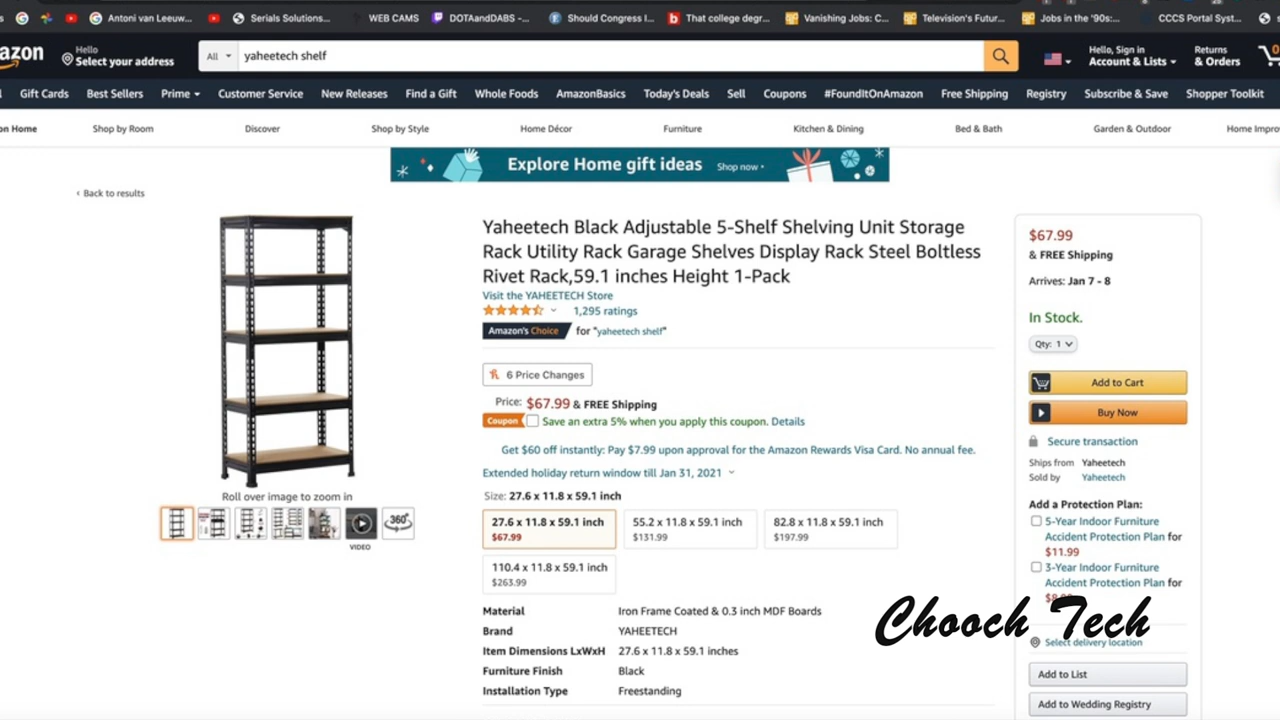 Antoni van Leeuw...
Serials Solutions...
WEB CAMS
DOTAandDABS -...
Should Congress I...
That college degr...
Vanishing Jobs: C...
Television's Futur...
Jobs in the '90s:...
CCCS Portal Syst...
azon
Hello
Select your address
All
yaheetech shelf
Hello, Sign in
Account & Lists
Returns
& Orders
0
Gift Cards
Best Sellers
Prime
Customer Service
New Releases
Find a Gift
Whole Foods
AmazonBasics
Today's Deals
Sell
Coupons
#FoundItOnAmazon
Free Shipping
Registry
Subscribe & Save
Shopper Toolkit
on Home
Shop by Room
Discover
Shop by Style
Home Décor
Furniture
Kitchen & Dining
Bed & Bath
Garden & Outdoor
Home Impro
Explore Home gift ideas
Shop now
‹ Back to results
Yaheetech Black Adjustable 5-Shelf Shelving Unit Storage
Rack Utility Rack Garage Shelves Display Rack Steel Boltless
Rivet Rack,59.1 inches Height 1-Pack
Visit the YAHEETECH Store
1,295 ratings
Amazon's Choice for "yaheetech shelf"
6 Price Changes
Price: $67.99 & FREE Shipping
Coupon Save an extra 5% when you apply this coupon. Details
Get $60 off instantly: Pay $7.99 upon approval for the Amazon Rewards Visa Card. No annual fee.
Extended holiday return window till Jan 31, 2021
Size: 27.6 x 11.8 x 59.1 inch
27.6 x 11.8 x 59.1 inch
$67.99
55.2 x 11.8 x 59.1 inch
$131.99
82.8 x 11.8 x 59.1 inch
$197.99
110.4 x 11.8 x 59.1 inch
$263.99
Material Iron Frame Coated & 0.3 inch MDF Boards
Brand YAHEETECH
Item Dimensions LxWxH 27.6 x 11.8 x 59.1 inches
Furniture Finish Black
Installation Type Freestanding
Roll over image to zoom in
360°
VIDEO
$67.99
& FREE Shipping
Arrives: Jan 7 - 8
In Stock.
Qty: 1
Add to Cart
Buy Now
Secure transaction
Ships from Yaheetech
Sold by Yaheetech
Add a Protection Plan:
5-Year Indoor Furniture
Accident Protection Plan for
$11.99
3-Year Indoor Furniture
Accident Protection Plan for
Chooch Tech
Select delivery location
Add to List
Add to Wedding Registry